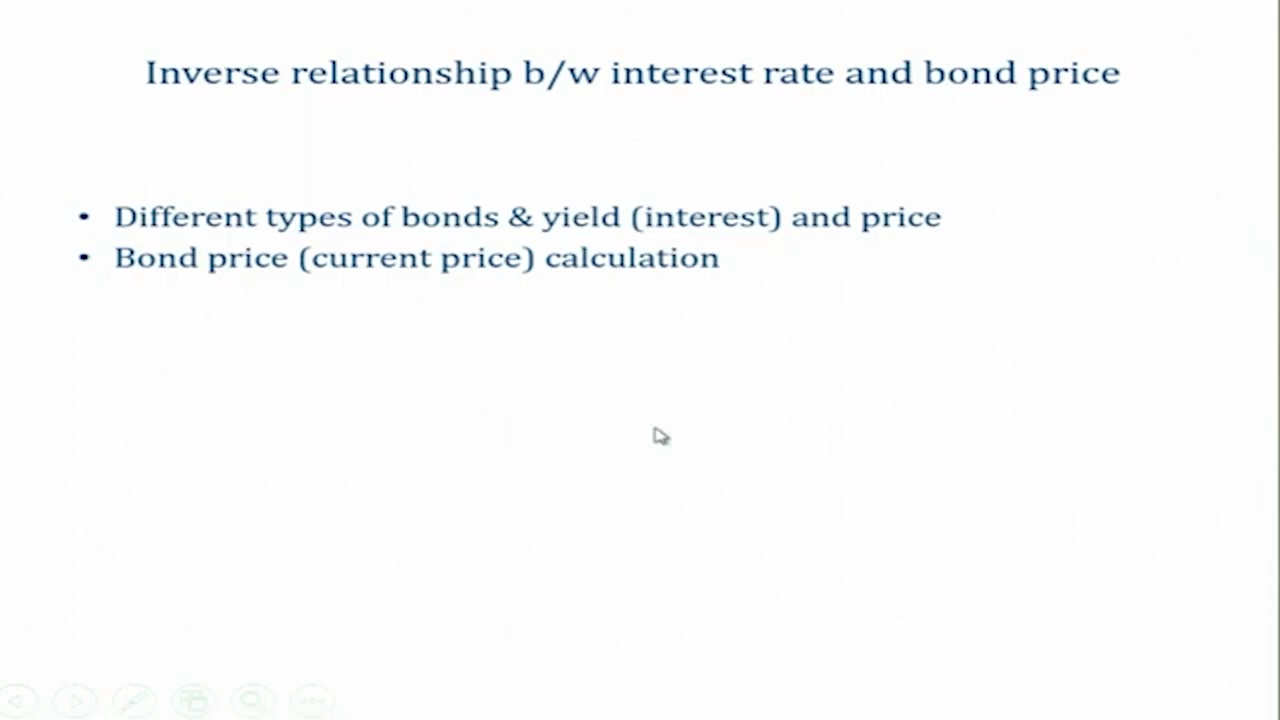 Inverse relationship b/w interest rate and bond price
• Different types of bonds & yield (interest) and price
• Bond price (current price) calculation